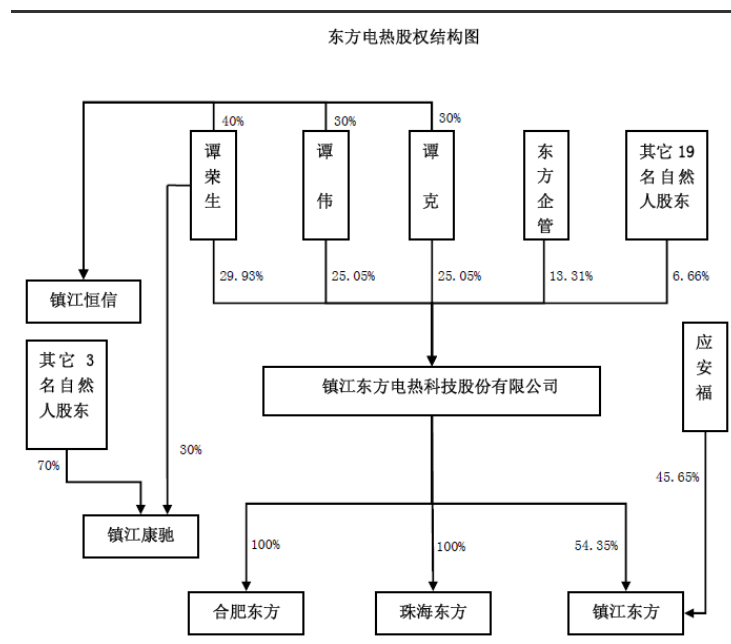 东方电热股权结构图
40%
30%
30%
谭
荣
生
谭
伟
谭
克
东
方
企
管
其它 19
名自然
人股东
29.93%
25.05%
25.05%
13.31%
6.66%
镇江恒信
其它 3
名自然
人股东
镇江东方电热科技股份有限公司
应
安
福
70%
30%
45.65%
镇江康驰
100%
100%
54.35%
合肥东方
珠海东方
镇江东方